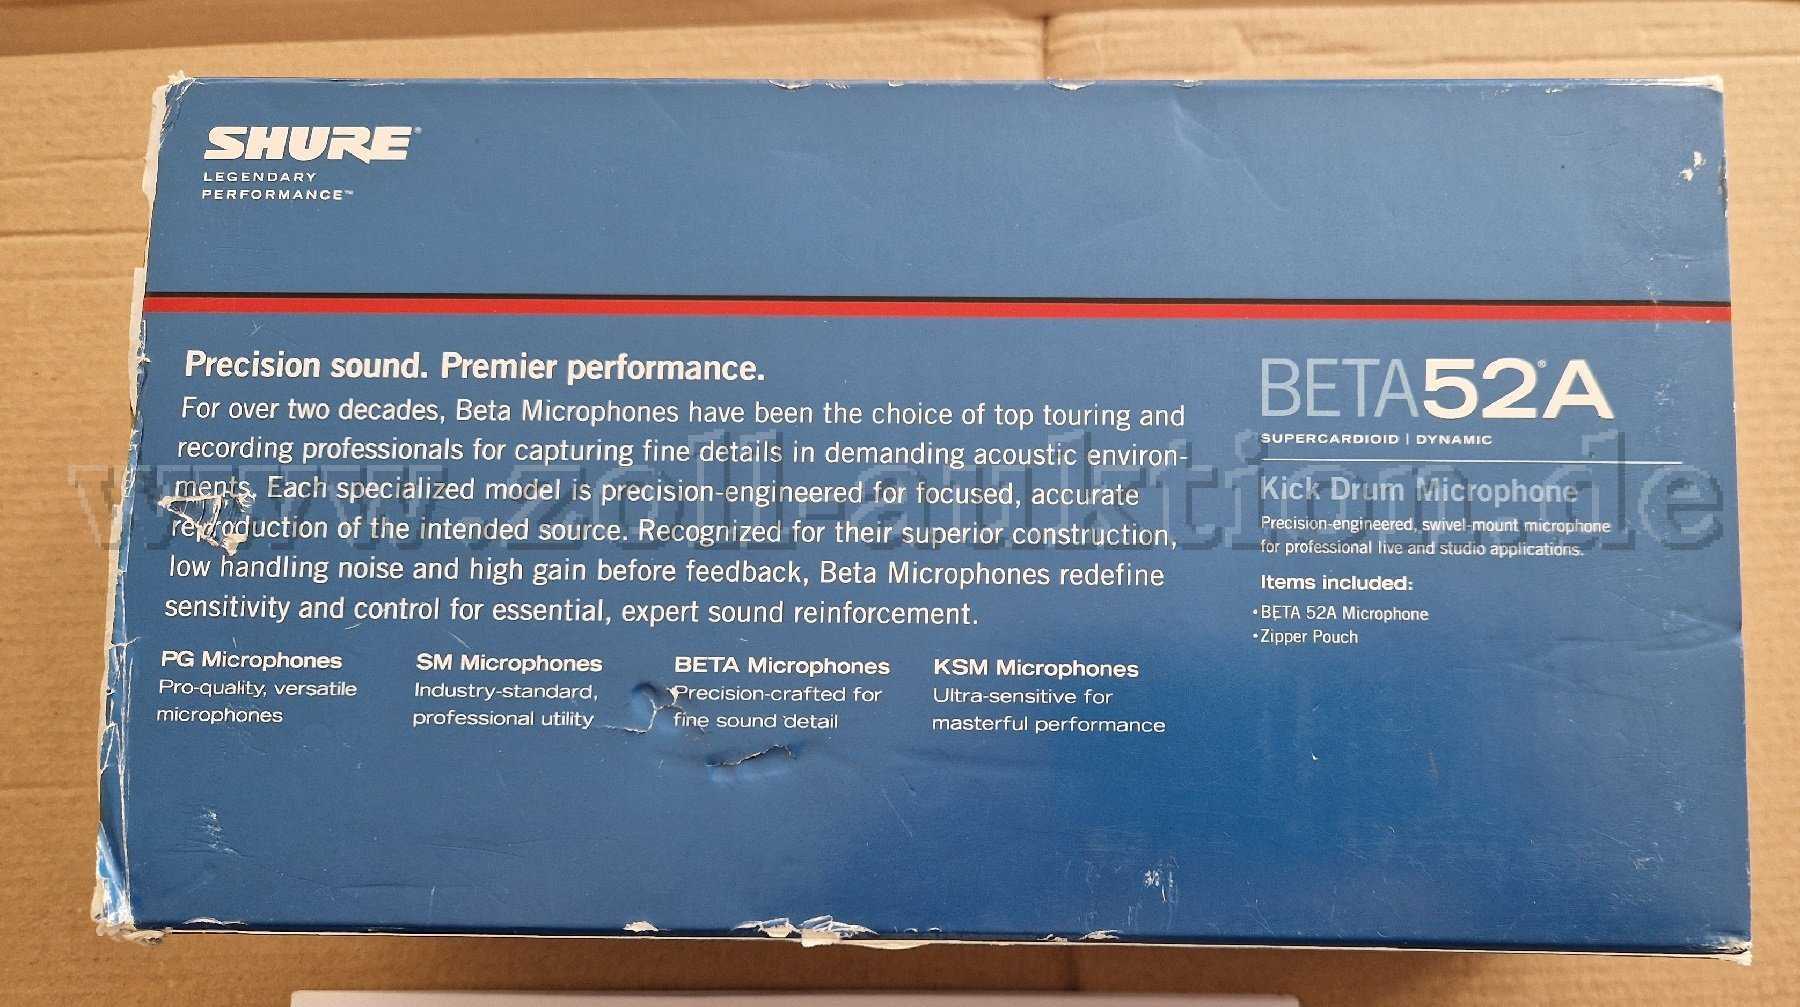 SHURE®
LEGENDARY
PERFORMANCE™
Precision sound. Premier performance.
For over two decades, Beta Microphones have been the choice of top touring and
recording professionals for capturing fine details in demanding acoustic environ-
ments. Each specialized model is precision-engineered for focused, accurate
reproduction of the intended source. Recognized for their superior construction,
low handling noise and high gain before feedback, Beta Microphones redefine
sensitivity and control for essential, expert sound reinforcement.
PG Microphones
Pro-quality, versatile
microphones
SM Microphones
Industry-standard,
professional utility
BETA Microphones
Precision-crafted for
fine sound detail
KSM Microphones
Ultra-sensitive for
masterful performance
BETA52®A
SUPERCARDIOID | DYNAMIC
Kick Drum Microphone
Precision-engineered, swivel-mount microphone
for professional live and studio applications.
Items included:
•BETA 52A Microphone
•Zipper Pouch
www.zoll-auktion.de